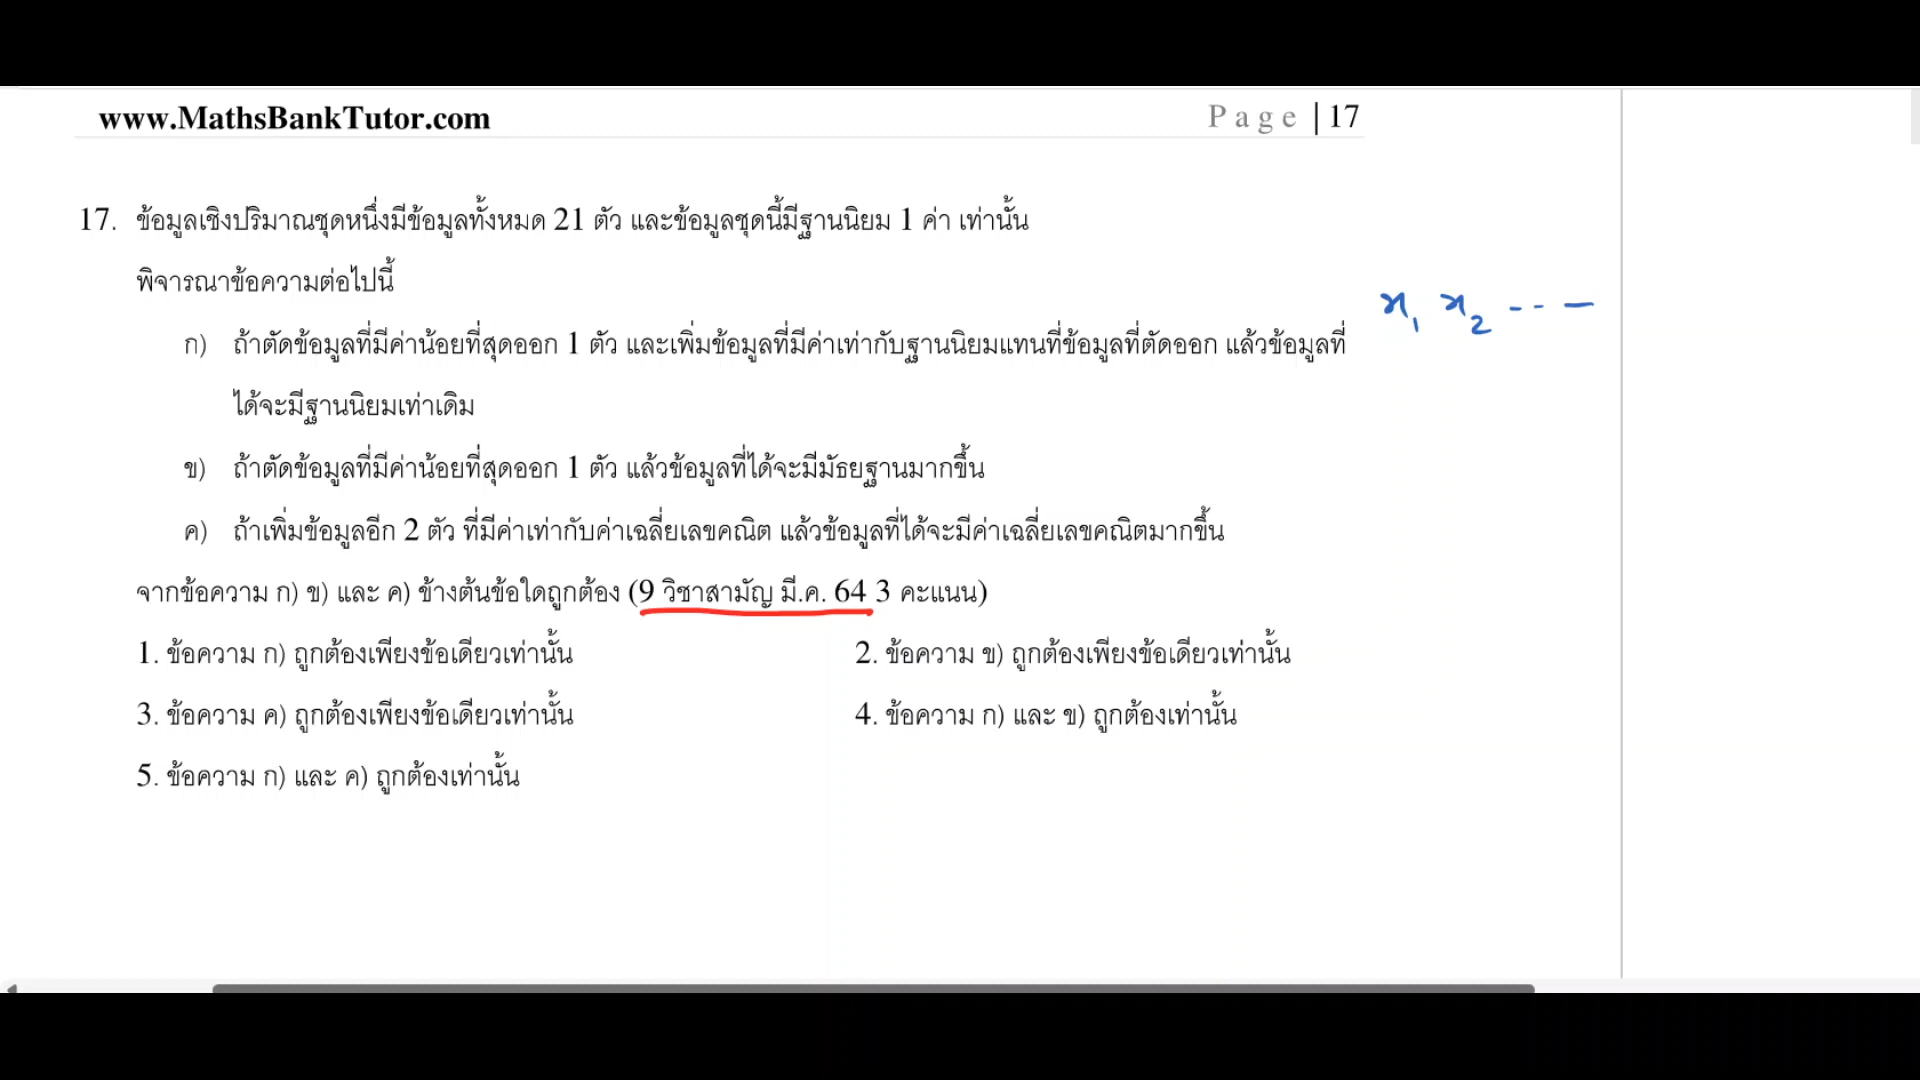 www.MathsBankTutor.com
Page | 17
17. ข้อมูลเชิงปริมาณชุดหนึ่งมีข้อมูลทั้งหมด 21 ตัว และข้อมูลชุดนี้มีฐานนิยม 1 ค่า เท่านั้น
พิจารณาข้อความต่อไปนี้
x₁ x₂ - - —
ก) ถ้าตัดข้อมูลที่มีค่าน้อยที่สุดออก 1 ตัว และเพิ่มข้อมูลที่มีค่าเท่ากับฐานนิยมแทนที่ข้อมูลที่ตัดออก แล้วข้อมูลที่
ได้จะมีฐานนิยมเท่าเดิม
ข) ถ้าตัดข้อมูลที่มีค่าน้อยที่สุดออก 1 ตัว แล้วข้อมูลที่ได้จะมีมัธยฐานมากขึ้น
ค) ถ้าเพิ่มข้อมูลอีก 2 ตัว ที่มีค่าเท่ากับค่าเฉลี่ยเลขคณิต แล้วข้อมูลที่ได้จะมีค่าเฉลี่ยเลขคณิตมากขึ้น
จากข้อความ ก) ข) และ ค) ข้างต้นข้อใดถูกต้อง (9 วิชาสามัญ มี.ค. 64 3 คะแนน)
1. ข้อความ ก) ถูกต้องเพียงข้อเดียวเท่านั้น
2. ข้อความ ข) ถูกต้องเพียงข้อเดียวเท่านั้น
3. ข้อความ ค) ถูกต้องเพียงข้อเดียวเท่านั้น
4. ข้อความ ก) และ ข) ถูกต้องเท่านั้น
5. ข้อความ ก) และ ค) ถูกต้องเท่านั้น